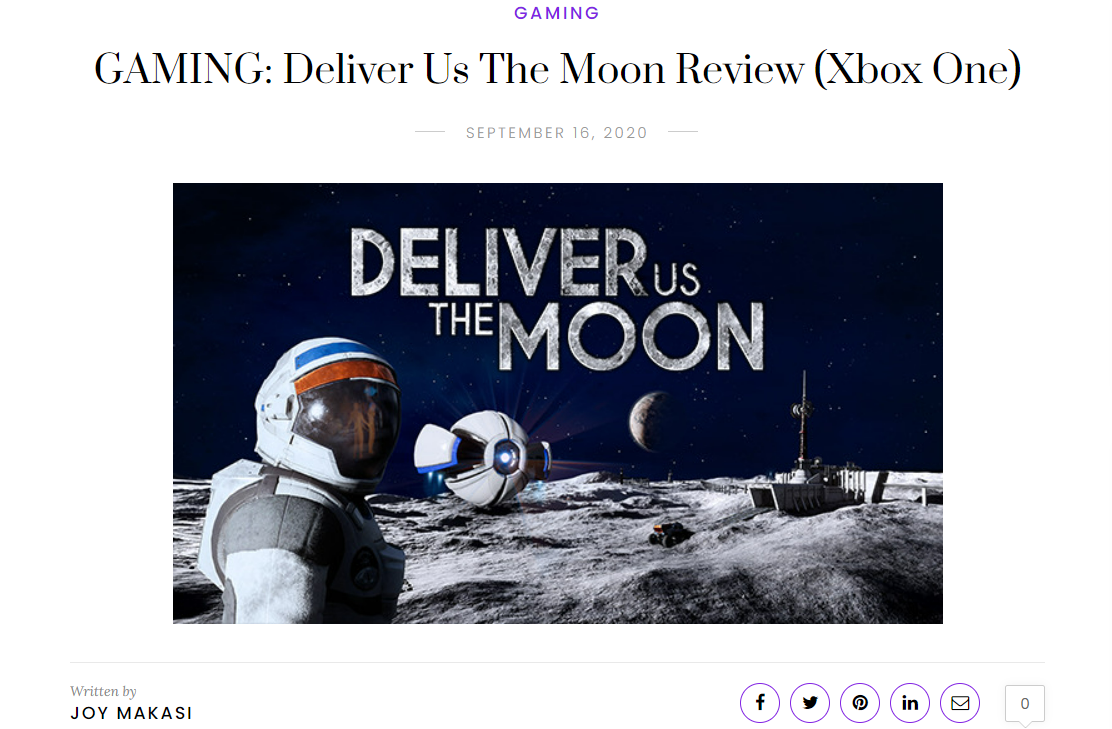 GAMING
GAMING: Deliver Us The Moon Review (Xbox One)
SEPTEMBER 16, 2020
DELIVER US
THE MOON
Written by
JOY MAKASI
0